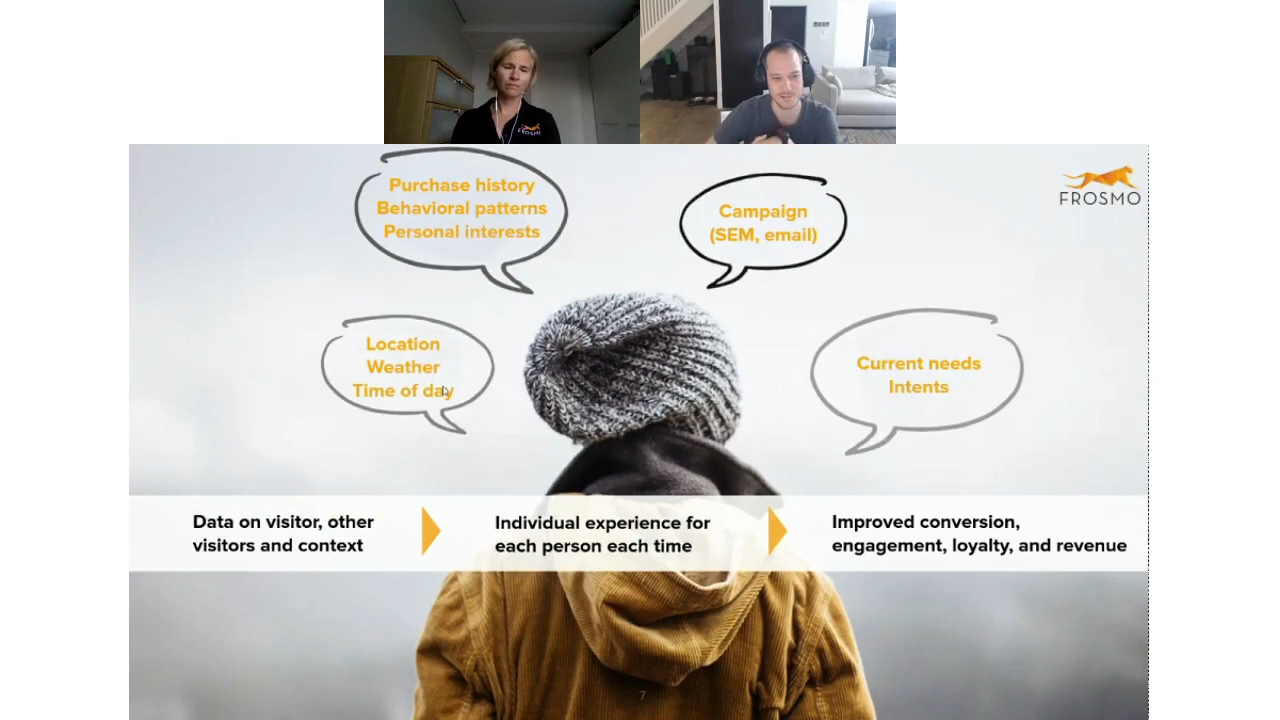 FROSMO
Purchase history
Behavioral patterns
Personal interests
Campaign
(SEM, email)
FROSMO
Location
Weather
Time of day
Current needs
Intents
Data on visitor, other
visitors and context
Individual experience for
each person each time
Improved conversion,
engagement, loyalty, and revenue
7